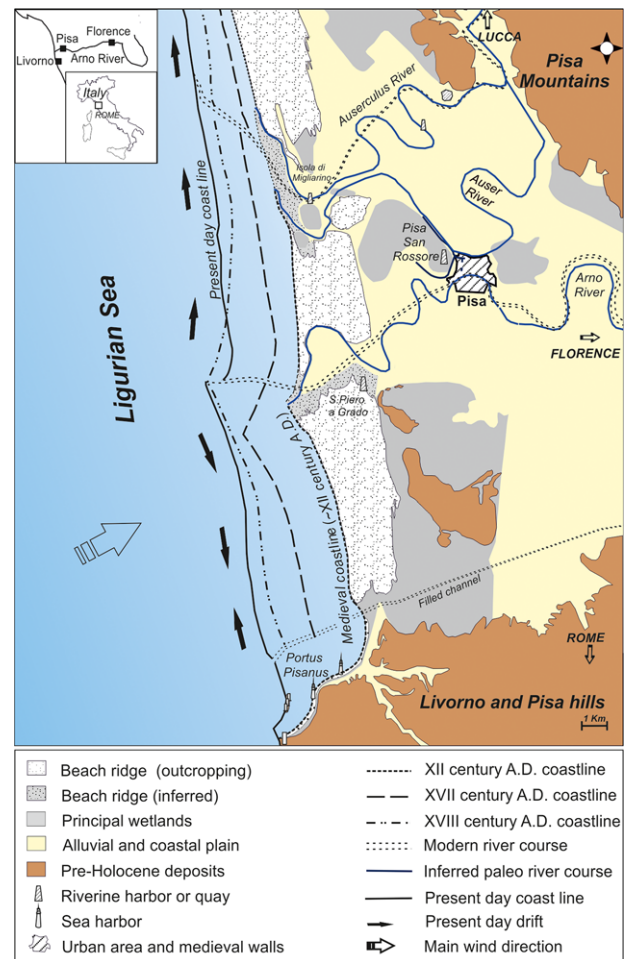 Florence
Pisa
Livorno
Arno River
Italy
ROME
LUCCA
Pisa
Mountains
Auserculus River
Isola di
Migliarino
Auser
River
Pisa
San
Rossore
Pisa
Arno
River
FLORENCE
Present day coast line
Ligurian Sea
S.Piero
a Grado
Medieval coastline (~XII century A.D.)
Filled channel
ROME
Portus
Pisanus
Livorno and Pisa hills
1 Km
Beach ridge (outcropping)
Beach ridge (inferred)
Principal wetlands
Alluvial and coastal plain
Pre-Holocene deposits
Riverine harbor or quay
Sea harbor
Urban area and medieval walls
XII century A.D. coastline
XVII century A.D. coastline
XVIII century A.D. coastline
Modern river course
Inferred paleo river course
Present day coast line
Present day drift
Main wind direction